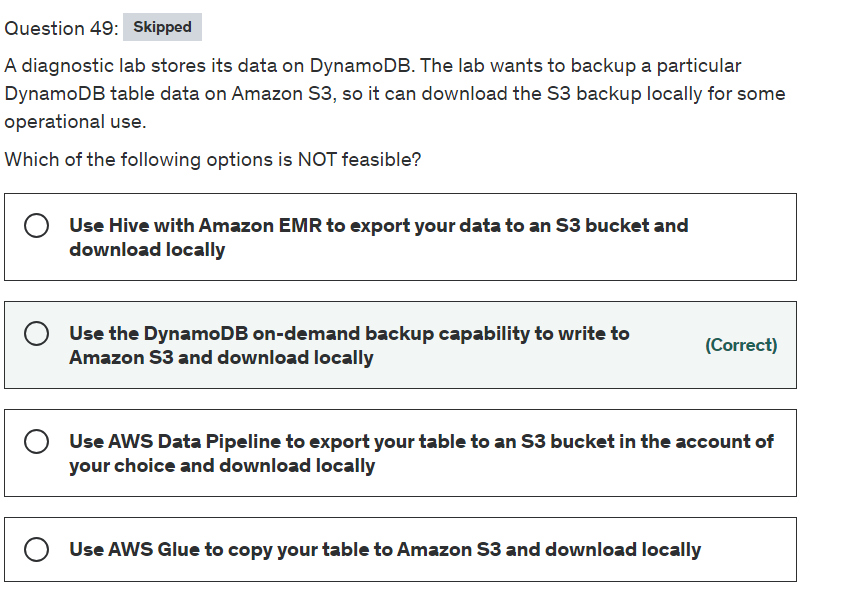 Question 49: Skipped
A diagnostic lab stores its data on DynamoDB. The lab wants to backup a particular
DynamoDB table data on Amazon S3, so it can download the S3 backup locally for some
operational use.
Which of the following options is NOT feasible?
Use Hive with Amazon EMR to export your data to an S3 bucket and
download locally
Use the DynamoDB on-demand backup capability to write to
Amazon S3 and download locally
(Correct)
Use AWS Data Pipeline to export your table to an S3 bucket in the account of
your choice and download locally
Use AWS Glue to copy your table to Amazon S3 and download locally